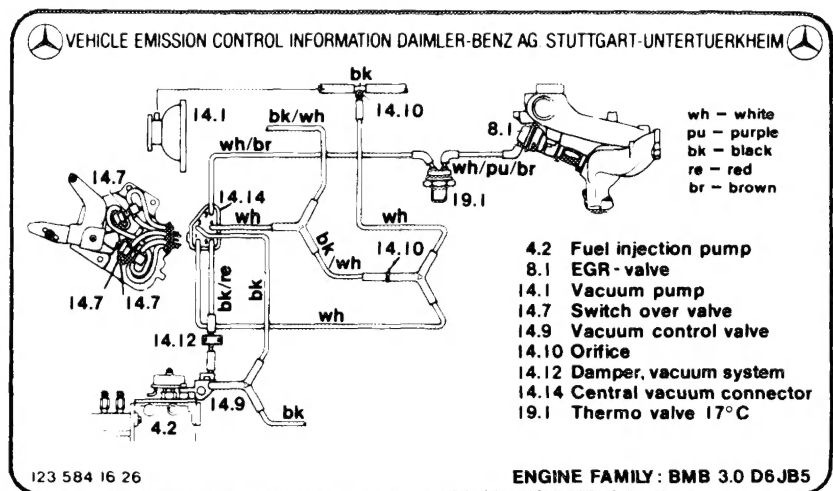 VEHICLE EMISSION CONTROL INFORMATION DAIMLER-BENZ AG. STUTTGART-UNTERTUERKHEIM
bk
14.1
14.10
bk/wh
8.1
wh – white
pu – purple
bk – black
re – red
br – brown
wh/br
wh/pu/br
19.1
14.7
14.14
wh
wh
bk
wh
14.10
14.7
14.7
bk/re
bk
wh
14.12
14.9
4.2
bk
4.2 Fuel injection pump
8.1 EGR-valve
14.1 Vacuum pump
14.7 Switch over valve
14.9 Vacuum control valve
14.10 Orifice
14.12 Damper, vacuum system
14.14 Central vacuum connector
19.1 Thermo valve 17°C
123 584 16 26
ENGINE FAMILY: BMB 3.0 D6JB5